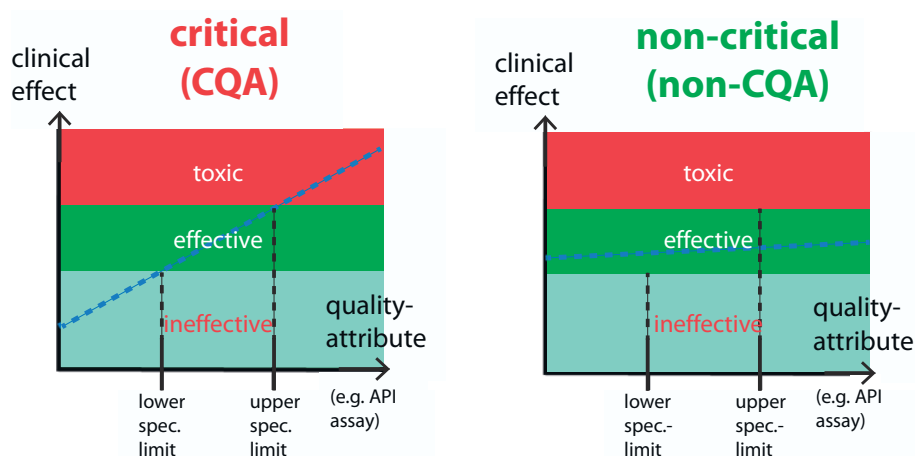 critical
(CQA)
clinical
effect
toxic
effective
ineffective
quality-
attribute
lower
spec.
limit
upper
spec.
limit
(e.g. API
assay)
non-critical
(non-CQA)
clinical
effect
toxic
effective
ineffective
quality-
attribute
lower
spec.-
limit
upper
spec.-
limit
(e.g. API
assay)